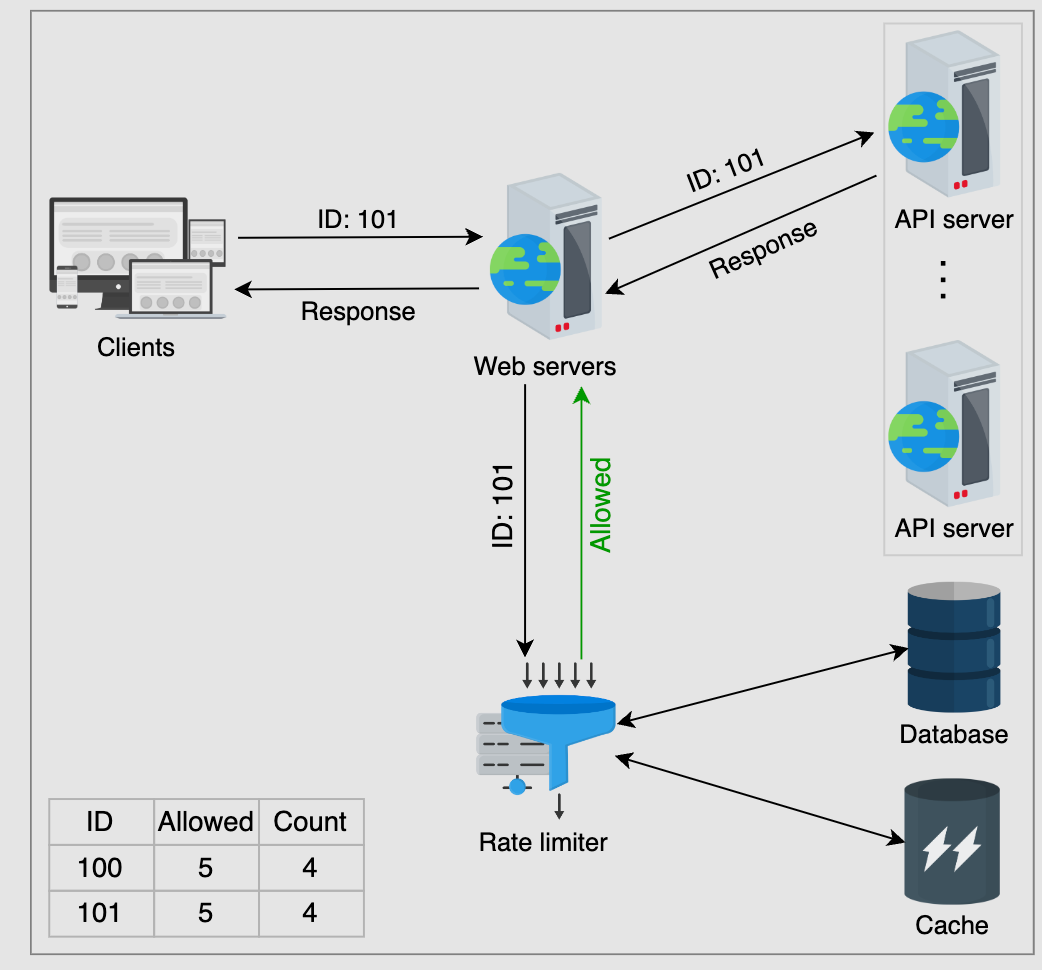 ID: 101
API server
ID: 101
Response
Response
Clients
Web servers
ID: 101
Allowed
API server
Database
Rate limiter
Cache
ID Allowed Count
100 5 4
101 5 4